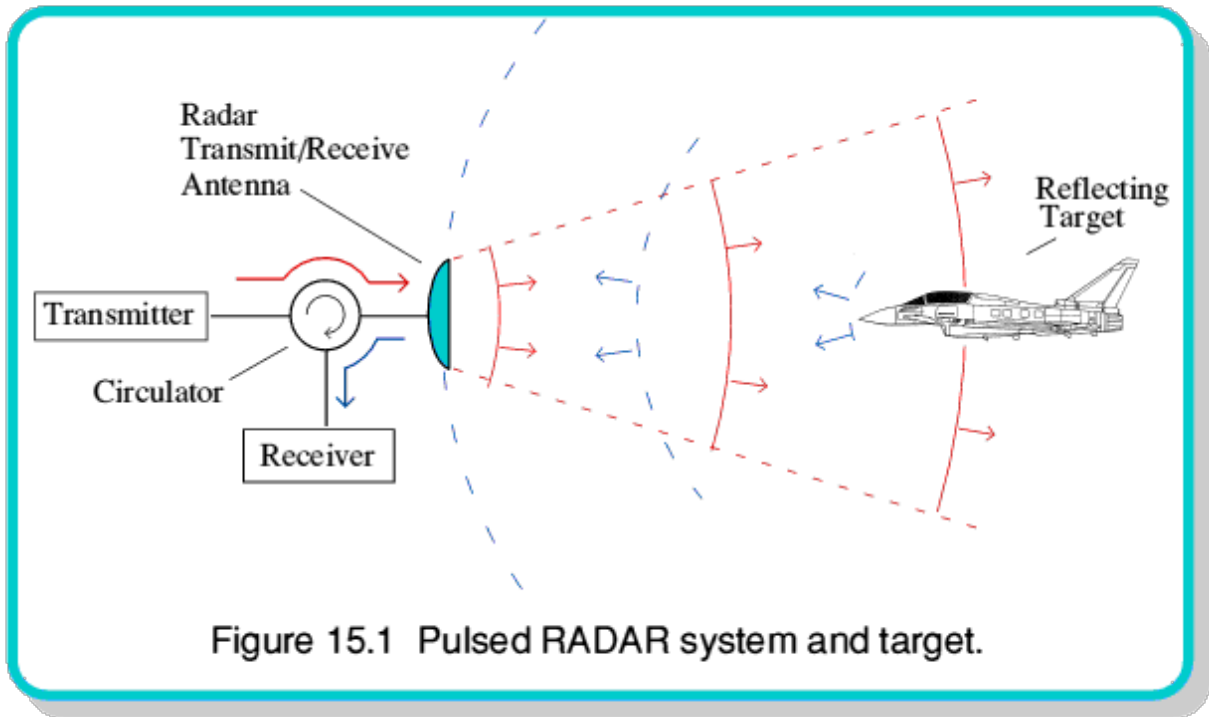 Radar
Transmit/Receive
Antenna
Reflecting
Target
Transmitter
Circulator
Receiver
Figure 15.1 Pulsed RADAR system and target.